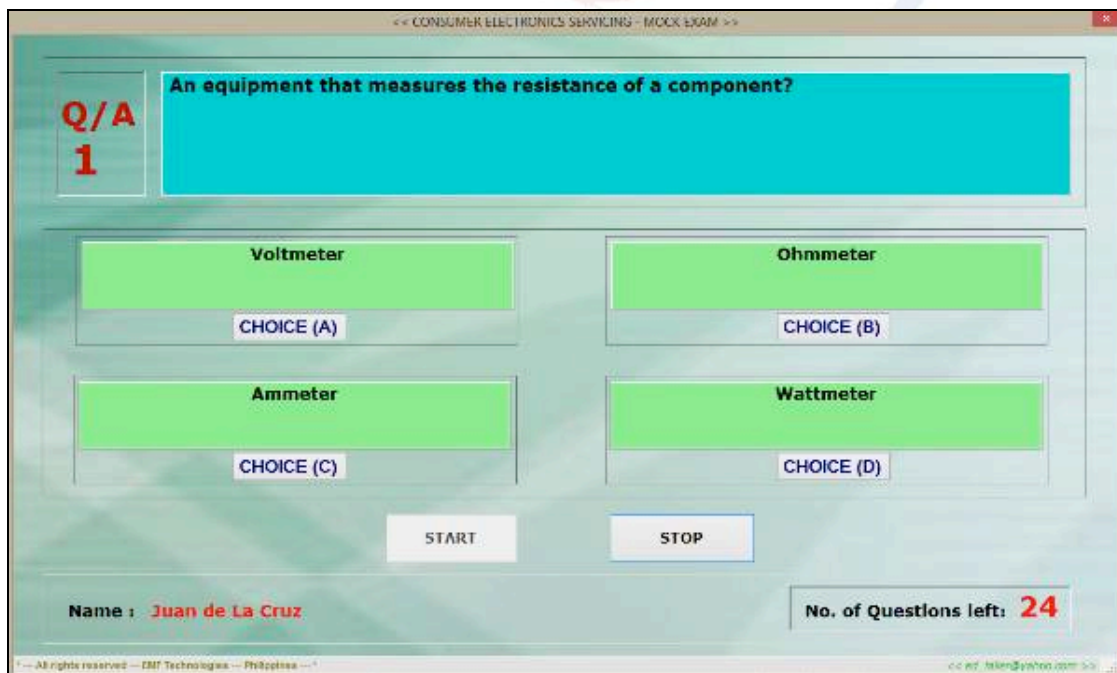 << CONSUMER ELECTRONICS SERVICING - MOCK EXAM >>
Q/A
1
An equipment that measures the resistance of a component?
Voltmeter
CHOICE (A)
Ohmmeter
CHOICE (B)
Ammeter
CHOICE (C)
Wattmeter
CHOICE (D)
START
STOP
Name : Juan de La Cruz
No. of Questions left: 24
All rights reserved --- EMF Technologies --- Philippines ---